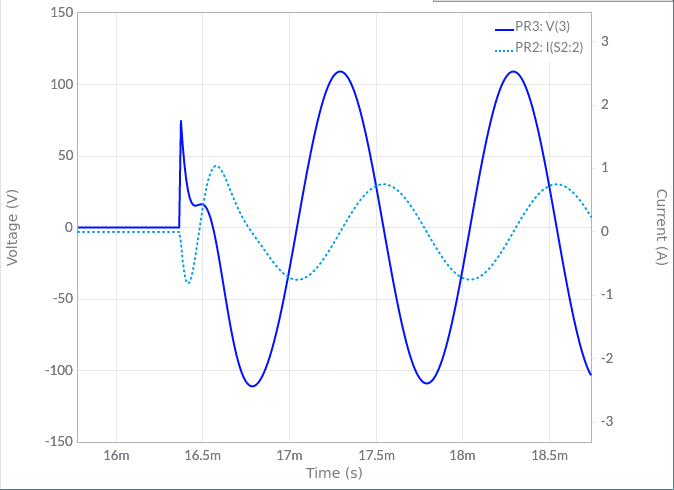 150
100
50
0
-50
-100
-150
Voltage (V)
PR3: V(3)
PR2: I(S2:2)
3
2
1
0
-1
-2
-3
Current (A)
16m
16.5m
17m
17.5m
18m
18.5m
Time (s)